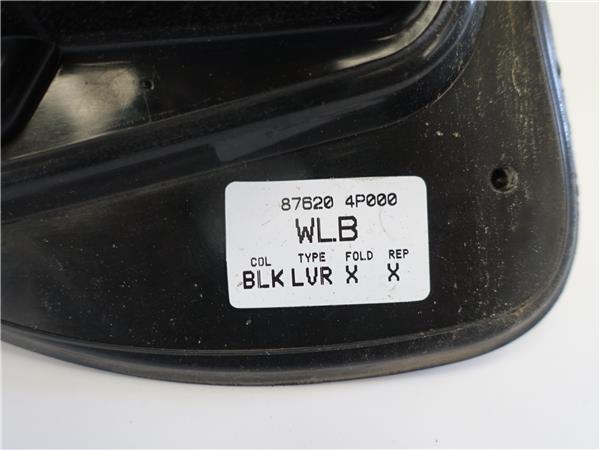 87620 4P000
WLB
COL TYPE FOLD REP
BLK LVR X X